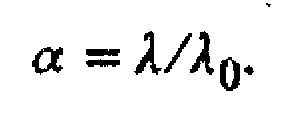 α = λ/λ₀.